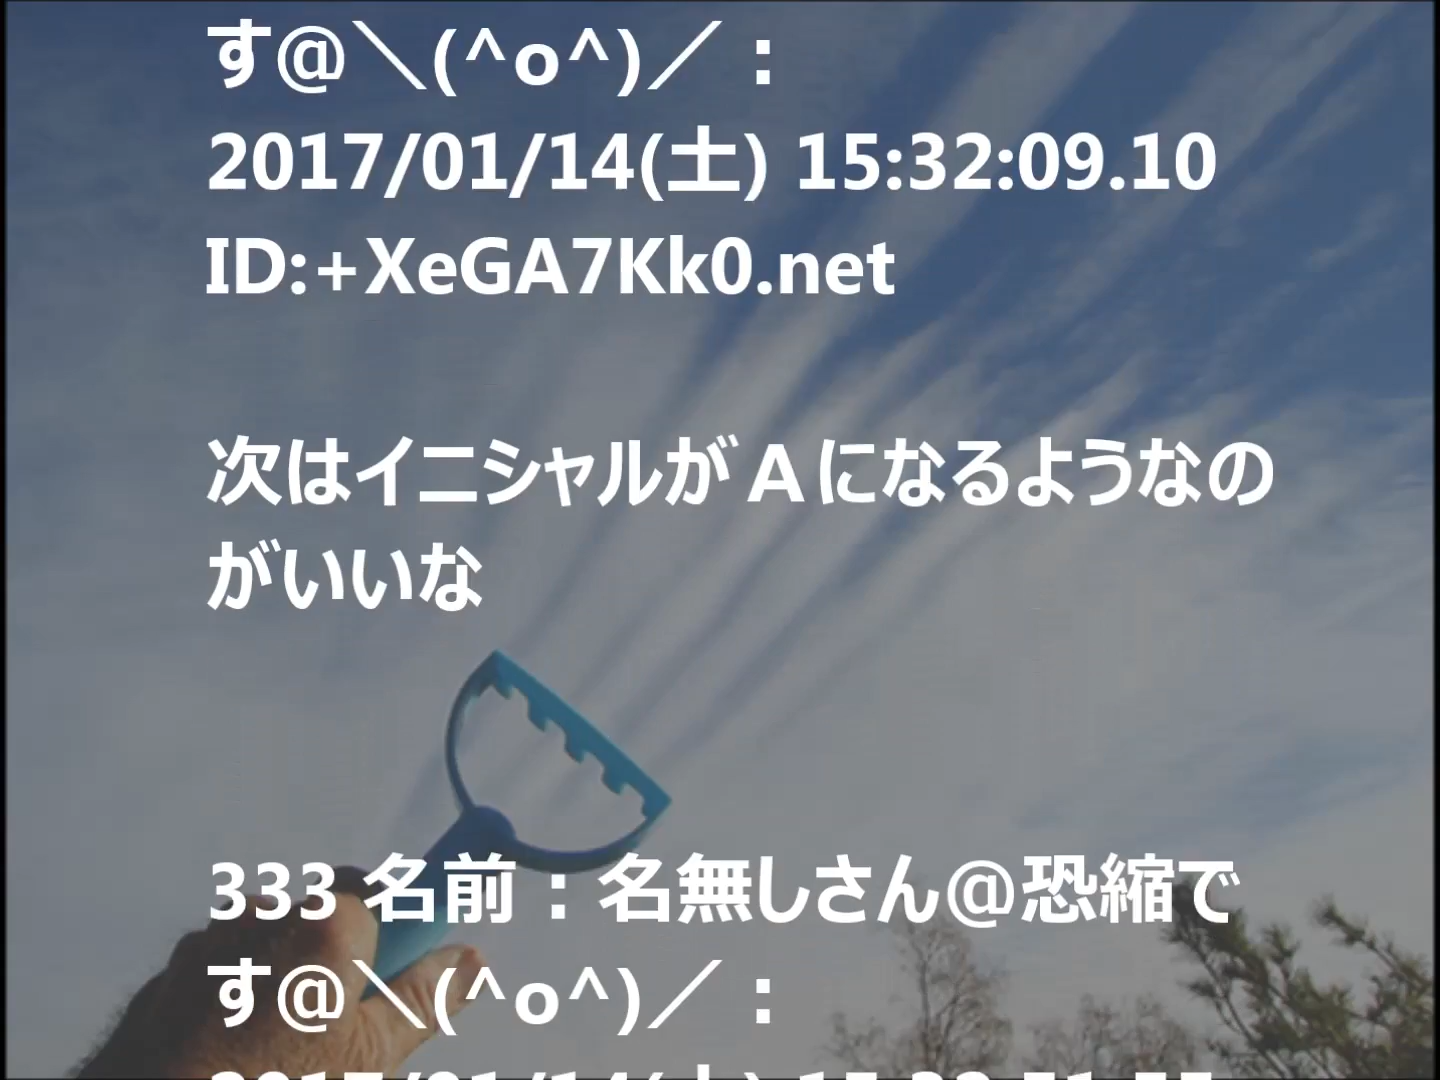 す@＼(^o^)／：
2017/01/14(土) 15:32:09.10
ID:+XeGA7Kk0.net
次はイニシャルがＡになるようなの
がいいな
333 名前：名無しさん@恐縮で
す@＼(^o^)／：